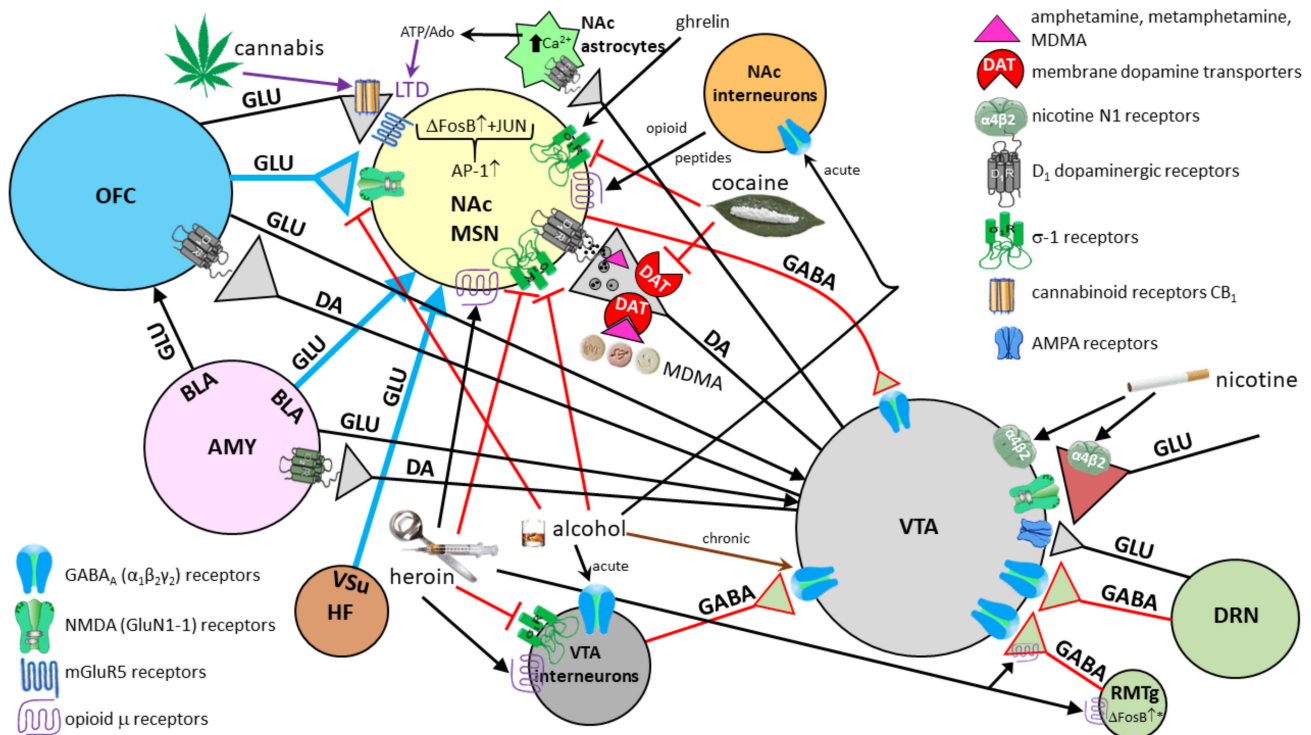 cannabis
ATP/Ado
Ca²⁺
NAc
astrocytes
ghrelin
amphetamine, metamphetamine,
MDMA
DAT
membrane dopamine transporters
GLU
LTD
NAc
interneurons
α4β2
nicotine N1 receptors
ΔFosB↑+JUN
AP-1↑
opioid
peptides
acute
D₁R
D₁ dopaminergic receptors
OFC
GLU
NAc
MSN
cocaine
σ-1 receptors
GLU
DAT
DAT
GABA
cannabinoid receptors CB₁
DA
GLU
GLU
GLU
DA
MDMA
AMPA receptors
BLA
BLA
AMY
GLU
DA
nicotine
α4β2
α4β2
GLU
VTA
alcohol
chronic
heroin
acute
GLU
GABAA (α₁β₂γ₂) receptors
VSu
HF
GABA
GABA
DRN
NMDA (GluN1-1) receptors
mGluR5 receptors
VTA
interneurons
GABA
RMTg
ΔFosB↑*
opioid μ receptors